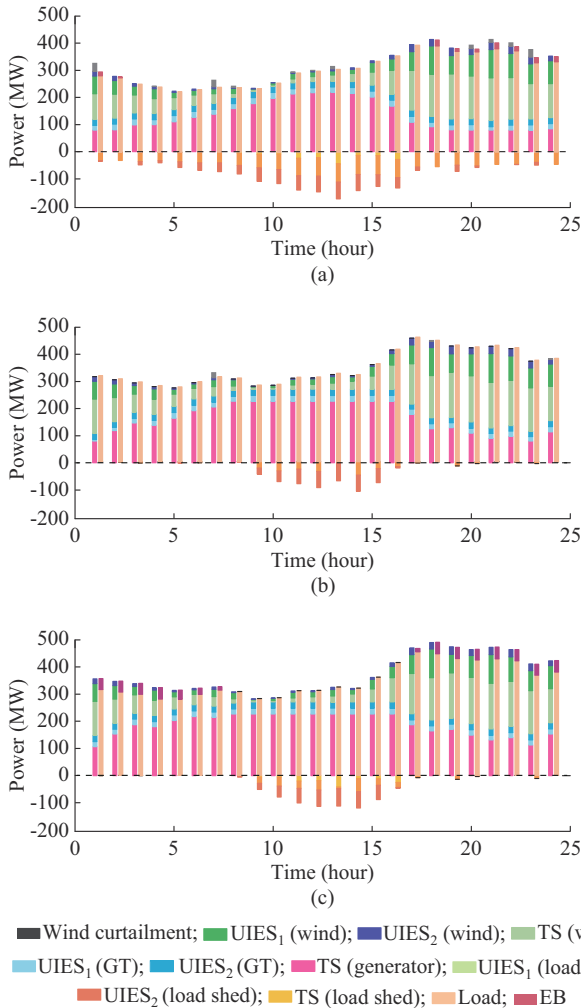 500
400
300
200
100
0
-100
-200
Power (MW)
0 5 10 15 20 25
Time (hour)
(a)
500
400
300
200
100
0
-100
-200
Power (MW)
0 5 10 15 20 25
Time (hour)
(b)
500
400
300
200
100
0
-100
-200
Power (MW)
0 5 10 15 20 25
Time (hour)
(c)
Wind curtailment; UIES₁ (wind); UIES₂ (wind); TS (
UIES₁ (GT); UIES₂ (GT); TS (generator); UIES₁ (load
UIES₂ (load shed); TS (load shed); Load; EB